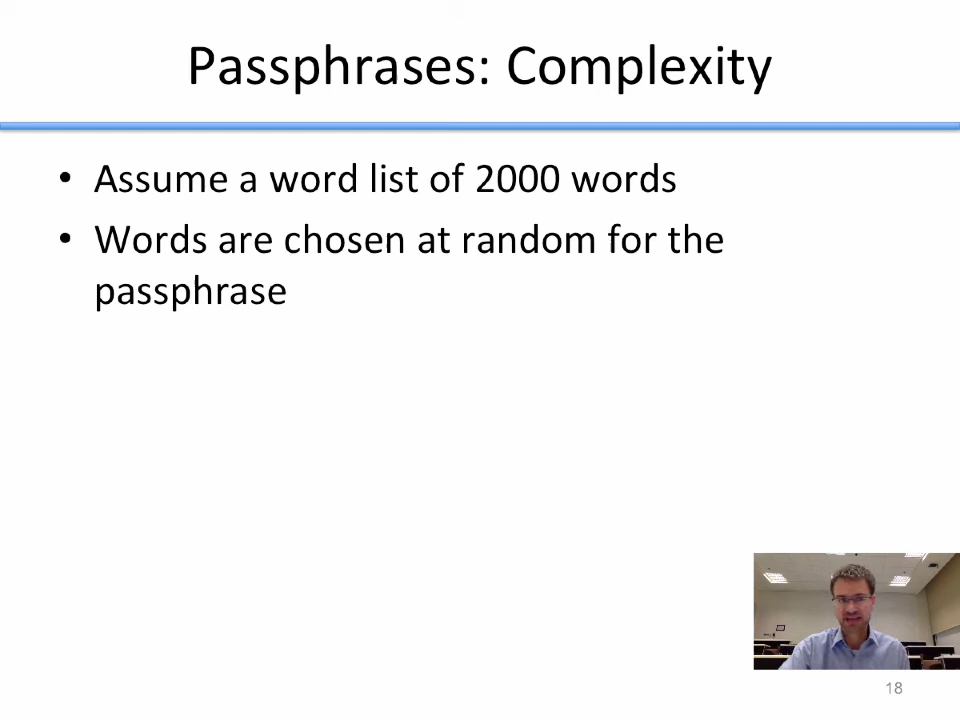 Passphrases: Complexity
• Assume a word list of 2000 words
• Words are chosen at random for the
passphrase
18